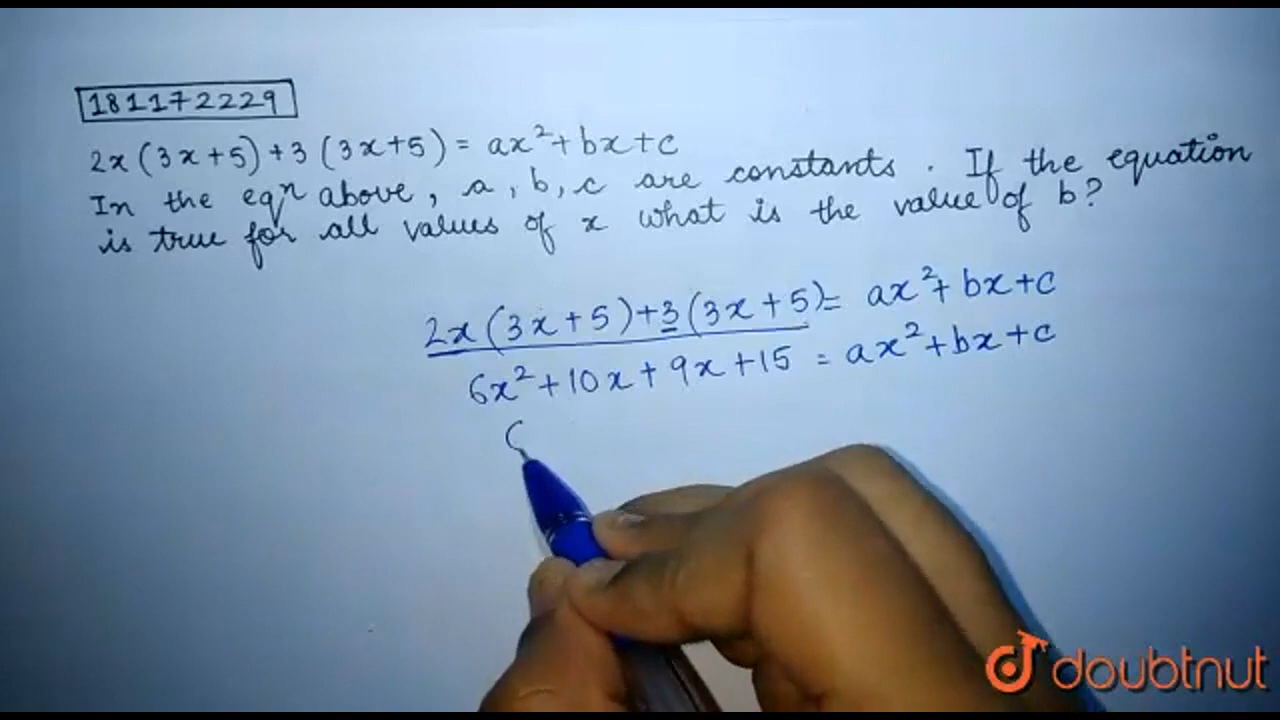 181172229
2x(3x+5)+3(3x+5)=ax²+bx+c
In the eqⁿ above, a, b, c are constants. If the equation
is true for all values of x what is the value of b?
2x(3x+5)+3(3x+5)=ax²+bx+c
6x²+10x+9x+15=ax²+bx+c
doubtnut